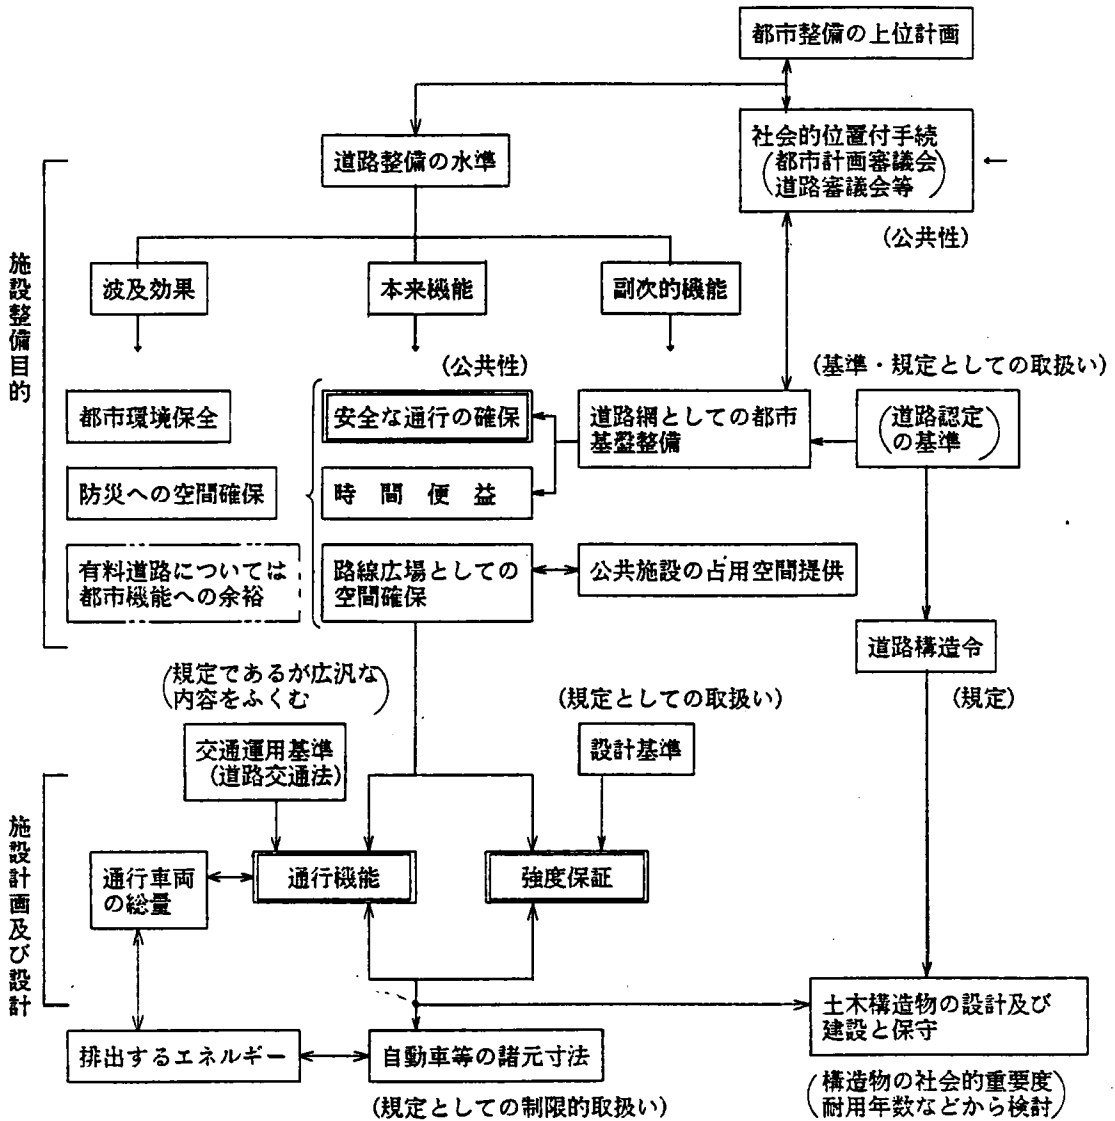 都市整備の上位計画
社会的位置付手続
(都市計画審議会
道路審議会等)
(公共性)
道路整備の水準
施設整備目的
波及効果
本来機能
副次的機能
(公共性)
(基準・規定としての取扱い)
都市環境保全
安全な通行の確保
道路網としての都市
基盤整備
(道路認定
の基準)
防災への空間確保
時間便益
有料道路については
都市機能への余裕
路線広場としての
空間確保
公共施設の占用空間提供
道路構造令
(規定)
(規定であるが広汎な
内容をふくむ)
(規定としての取扱い)
交通運用基準
(道路交通法)
設計基準
施設計画及び設計
通行車両
の総量
通行機能
強度保証
土木構造物の設計及び
建設と保守
排出するエネルギー
自動車等の諸元寸法
(規定としての制限的取扱い)
(構造物の社会的重要度
耐用年数などから検討)